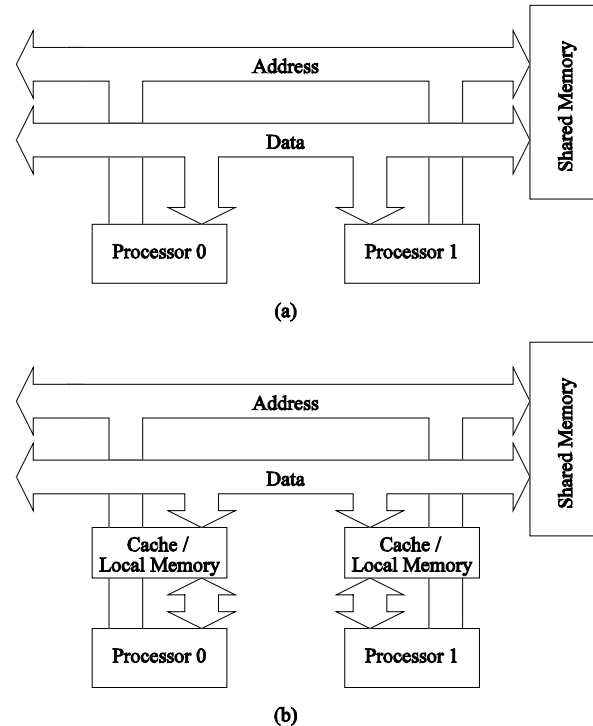 Address
Shared Memory
Data
Processor 0
Processor 1
(a)
Address
Shared Memory
Data
Cache /
Local Memory
Cache /
Local Memory
Processor 0
Processor 1
(b)